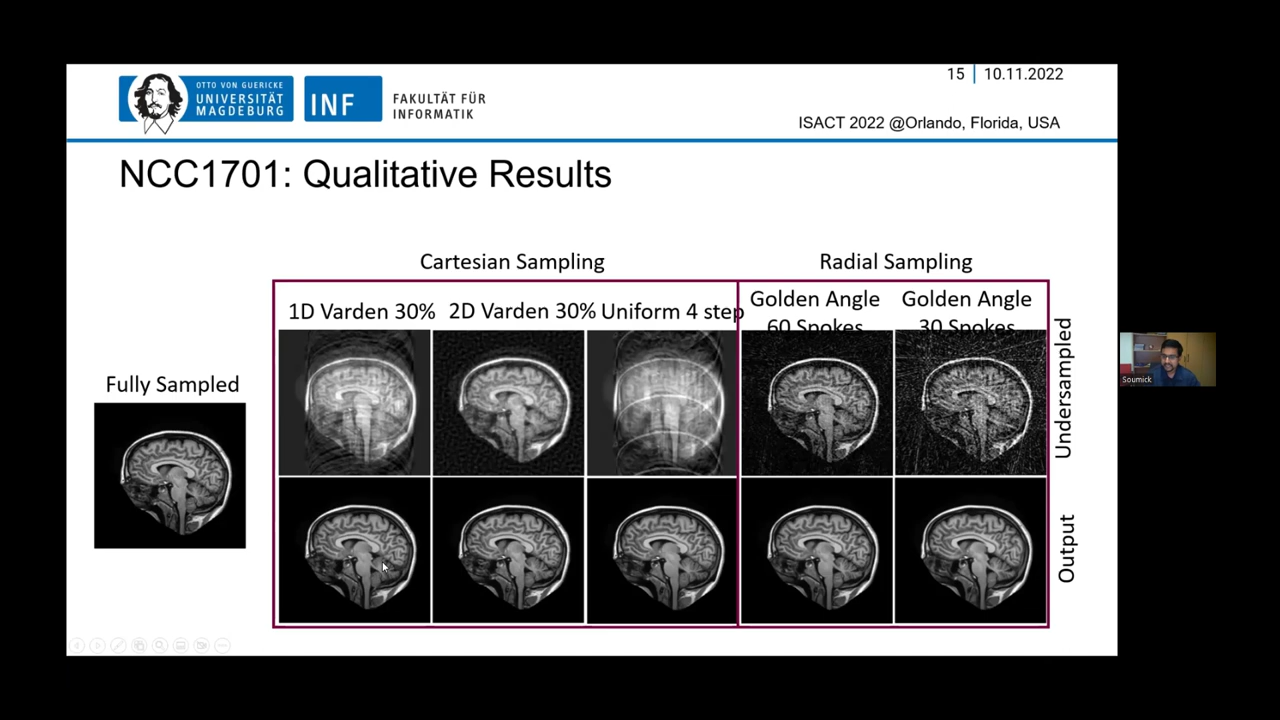 OTTO VON GUERICKE
UNIVERSITÄT
MAGDEBURG
INF
FAKULTÄT FÜR
INFORMATIK
15 | 10.11.2022
ISACT 2022 @Orlando, Florida, USA
NCC1701: Qualitative Results
Cartesian Sampling
Radial Sampling
1D Varden 30%
2D Varden 30%
Uniform 4 step
Golden Angle
60 Spokes
Golden Angle
30 Spokes
Fully Sampled
Undersampled
Output
Soumick